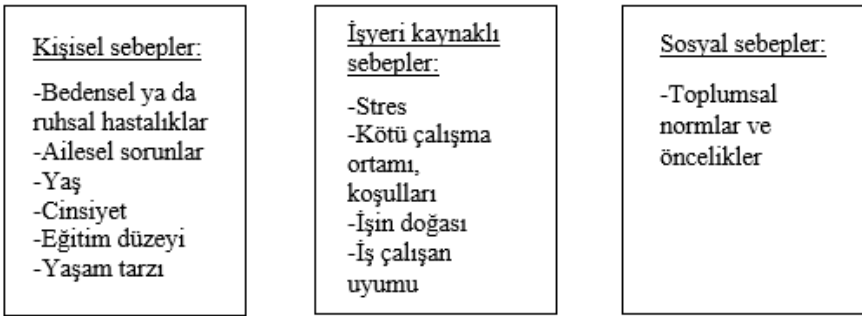 Kişisel sebepler:
-Bedensel ya da
ruhsal hastalıklar
-Ailesel sorunlar
-Yaş
-Cinsiyet
-Eğitim düzeyi
-Yaşam tarzı
İşyeri kaynaklı
sebepler:
-Stres
-Kötü çalışma
ortamı,
koşulları
-İşin doğası
-İş çalışan
uyumu
Sosyal sebepler:
-Toplumsal
normlar ve
öncelikler